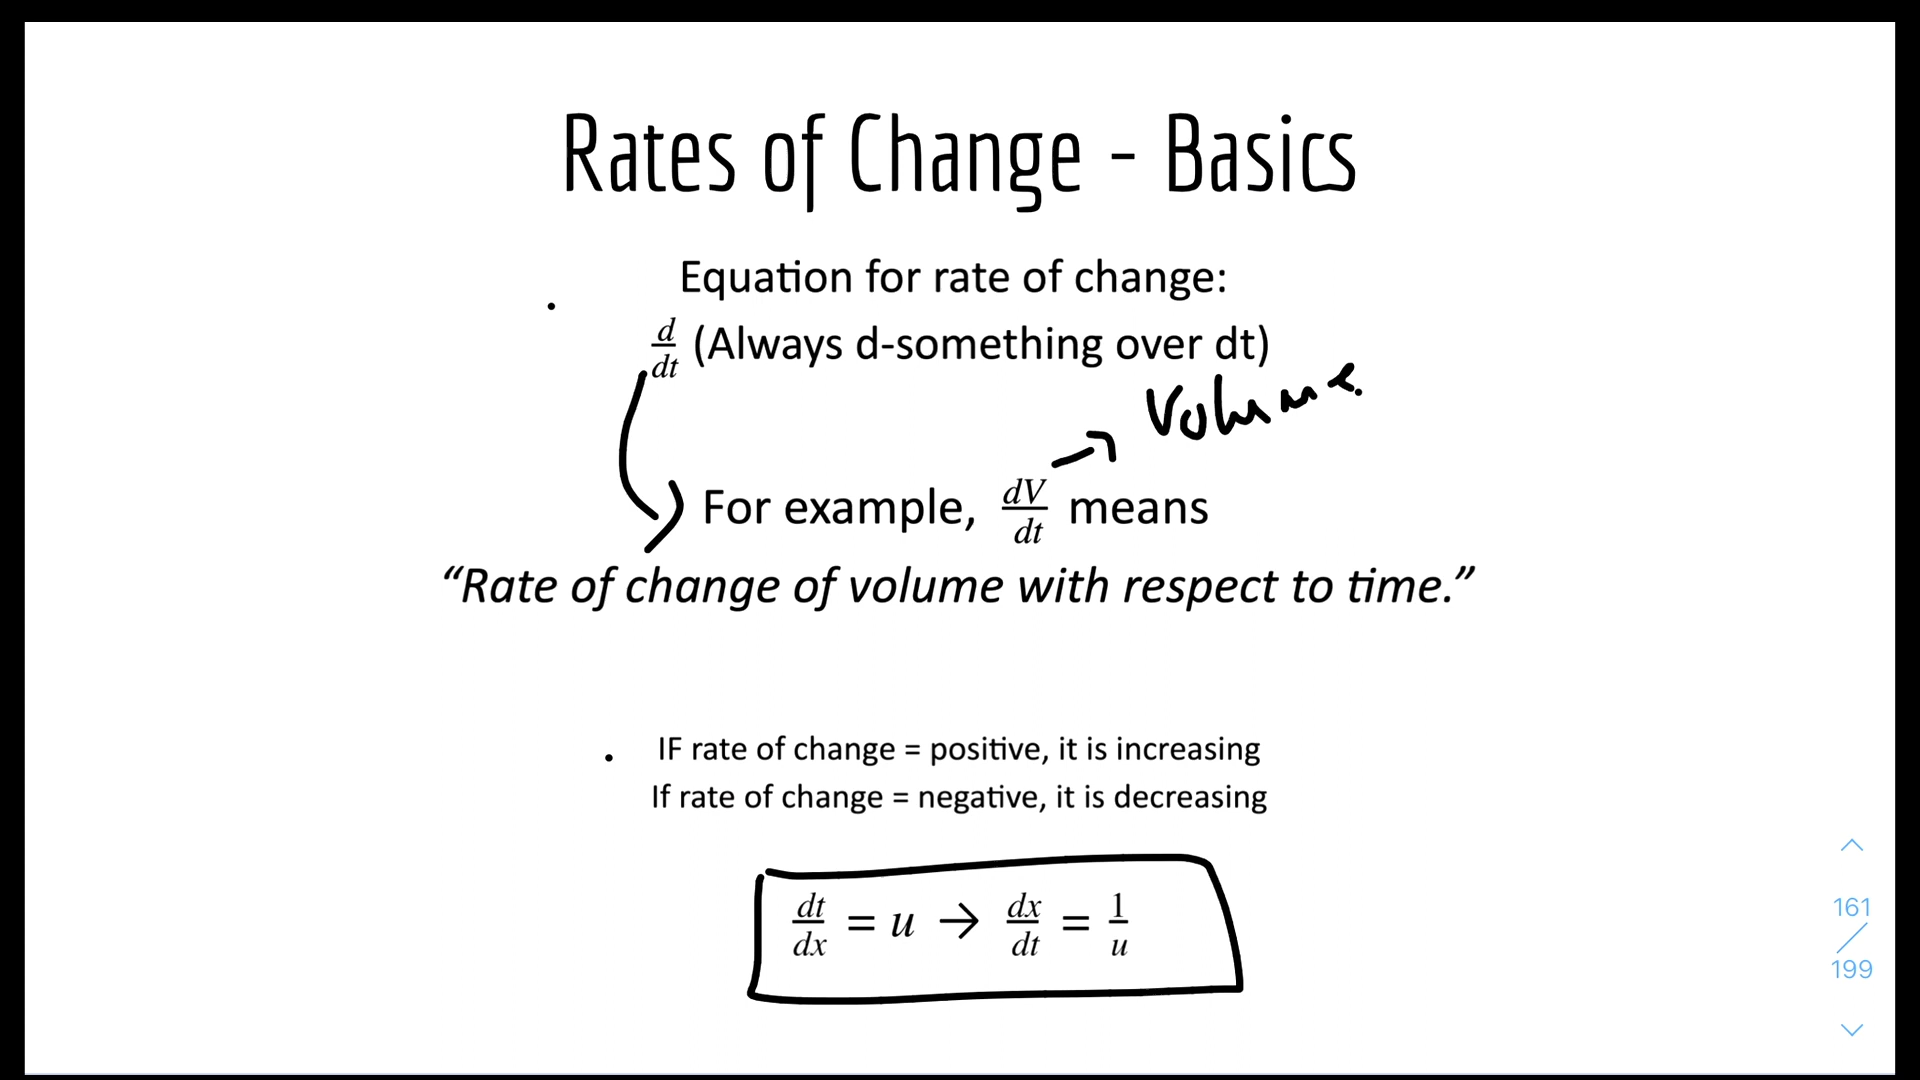 Rates of Change - Basics
Equation for rate of change:
d/dt (Always d-something over dt)
Volume.
For example, dV/dt means
“Rate of change of volume with respect to time.”
IF rate of change = positive, it is increasing
If rate of change = negative, it is decreasing
dt/dx = u → dx/dt = 1/u
161
/
199